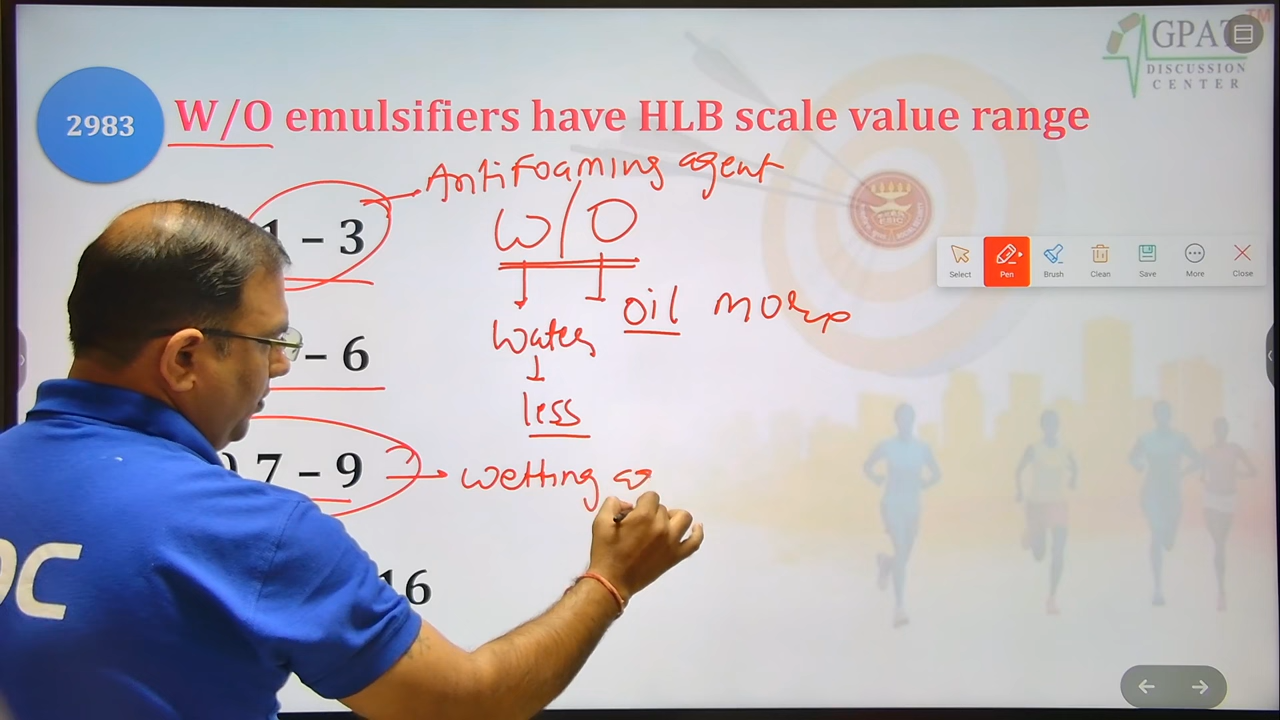 GPAT
DISCUSSION
CENTER
2983
W/O emulsifiers have HLB scale value range
Antifoaming agent
1 – 3
W/O
oil more
water
– 6
less
7 – 9
wetting
16
Select
Pen
Brush
Clean
Save
More
Close